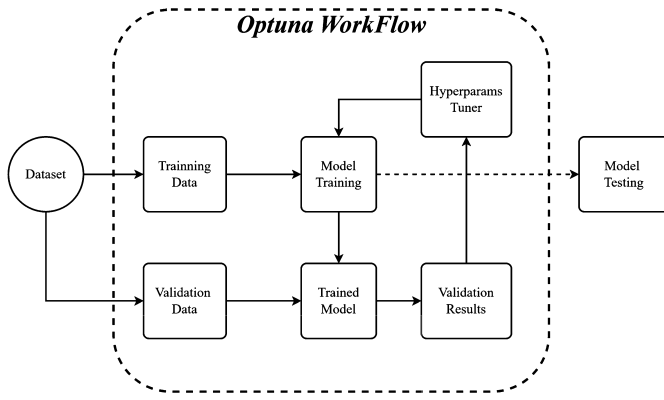 Optuna WorkFlow
Hyperparams
Tuner
Dataset
Trainning
Data
Model
Training
Model
Testing
Validation
Data
Trained
Model
Validation
Results